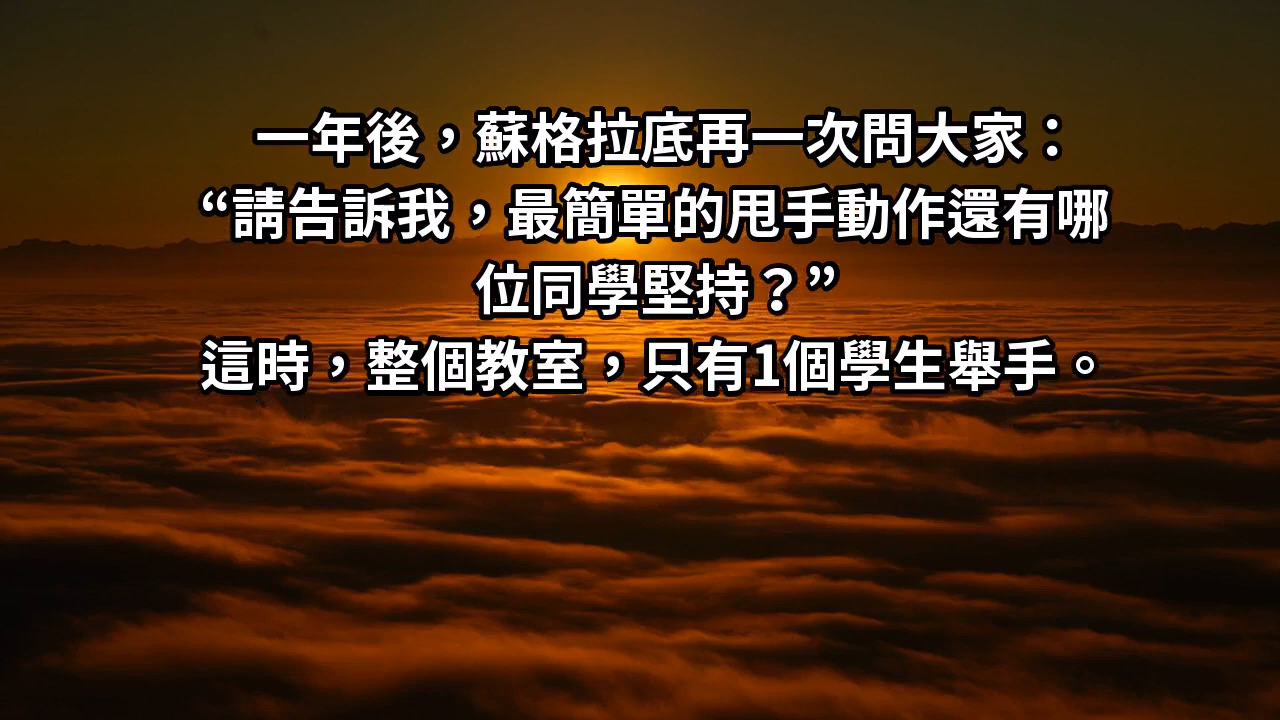 一年後，蘇格拉底再一次問大家：
“請告訴我，最簡單的甩手動作還有哪
位同學堅持？”
這時，整個教室，只有1個學生舉手。